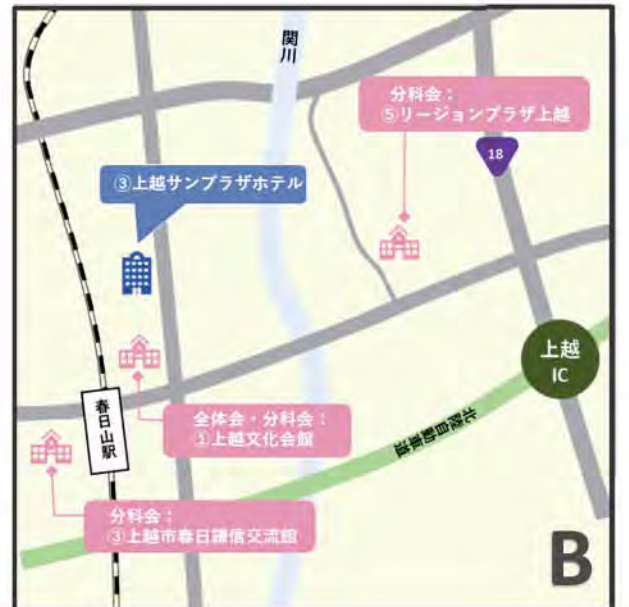 関川
分科会：
⑤リージョンプラザ上越
18
③上越サンプラザホテル
上越
IC
春日山駅
全体会・分科会：
①上越文化会館
北陸自動車道
分科会：
③上越市春日謙信交流館
B